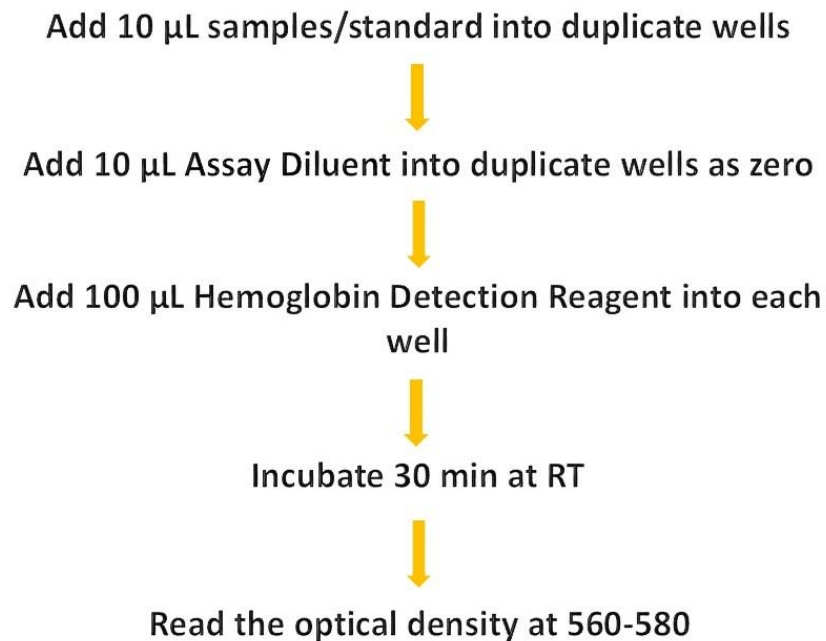 Add 10 µL samples/standard into duplicate wells
Add 10 µL Assay Diluent into duplicate wells as zero
Add 100 µL Hemoglobin Detection Reagent into each
well
Incubate 30 min at RT
Read the optical density at 560-580